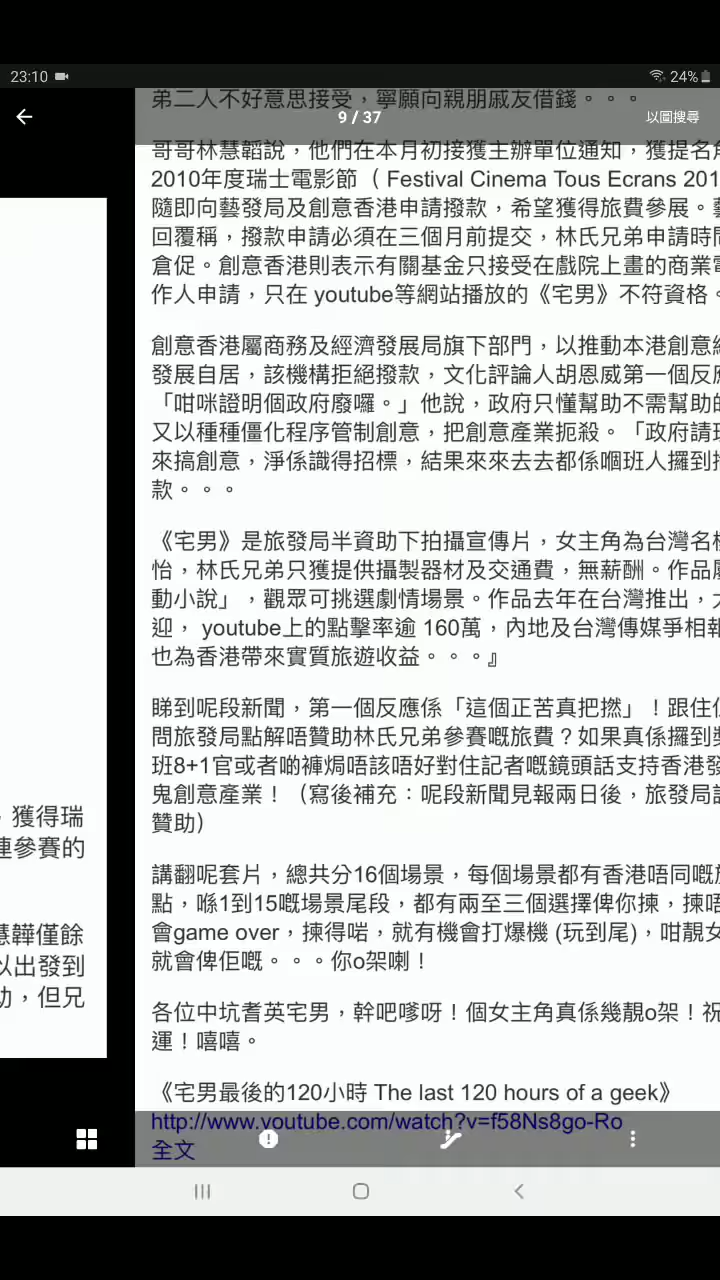 23:10
24%
9 / 37
以圖搜尋
弟二人不好意思接受，寧願向親朋戚友借錢。。。
哥哥林慧韜說，他們在本月初接獲主辦單位通知，獲提名角
2010年度瑞士電影節（ Festival Cinema Tous Ecrans 201
隨即向藝發局及創意香港申請撥款，希望獲得旅費參展。藝
回覆稱，撥款申請必須在三個月前提交，林氏兄弟申請時間
倉促。創意香港則表示有關基金只接受在戲院上畫的商業電
作人申請，只在 youtube等網站播放的《宅男》不符資格。
創意香港屬商務及經濟發展局旗下部門，以推動本港創意經
發展自居，該機構拒絕撥款，文化評論人胡恩威第一個反應
「咁咪證明個政府廢囉。」他說，政府只懂幫助不需幫助的
又以種種僵化程序管制創意，把創意產業扼殺。「政府請班
來搞創意，淨係識得招標，結果來來去去都係嗰班人攞到撥
款。。。
《宅男》是旅發局半資助下拍攝宣傳片，女主角為台灣名模
怡，林氏兄弟只獲提供攝製器材及交通費，無薪酬。作品屬
動小說」，觀眾可挑選劇情場景。作品去年在台灣推出，大
迎， youtube上的點擊率逾 160萬，內地及台灣傳媒爭相報
也為香港帶來實質旅遊收益。。。』
睇到呢段新聞，第一個反應係「這個正苦真把撚」！跟住
問旅發局點解唔贊助林氏兄弟參賽嘅旅費？如果真係攞到獎
班8+1官或者啲褲焗唔該唔好對住記者嘅鏡頭話支持香港發
鬼創意產業！（寫後補充：呢段新聞見報兩日後，旅發局
贊助）
講翻呢套片，總共分16個場景，每個場景都有香港唔同嘅旅
點，喺1到15嘅場景尾段，都有兩至三個選擇俾你揀，揀唔
會game over，揀得啱，就有機會打爆機 (玩到尾)，咁靚女
就會俾佢嘅。。。你o架喇！
各位中坑耆英宅男，幹吧嗲呀！個女主角真係幾靚o架！祝
運！嘻嘻。
《宅男最後的120小時 The last 120 hours of a geek》
http://www.youtube.com/watch?v=f58Ns8go-Ro
全文
，獲得瑞
連參賽的
慧韡僅餘
以出發到
助，但兄